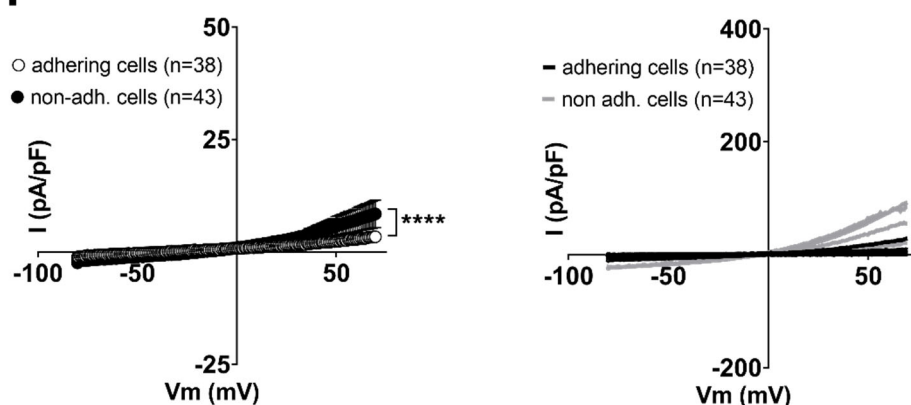 50
adhering cells (n=38)
non-adh. cells (n=43)
25
I (pA/pF)
****
-100
-50
50
-25
Vm (mV)
400
adhering cells (n=38)
non adh. cells (n=43)
200
I (pA/pF)
-100
-50
50
-200
Vm (mV)